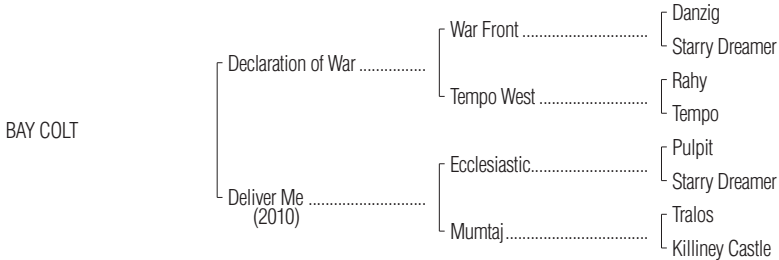 Danzig
War Front ................................
Starry Dreamer
Declaration of War ................
Rahy
Tempo West ...........................
Tempo
BAY COLT
Pulpit
Ecclesiastic.............................
Starry Dreamer
Deliver Me .............................
(2010)
Tralos
Mumtaj....................................
Killiney Castle